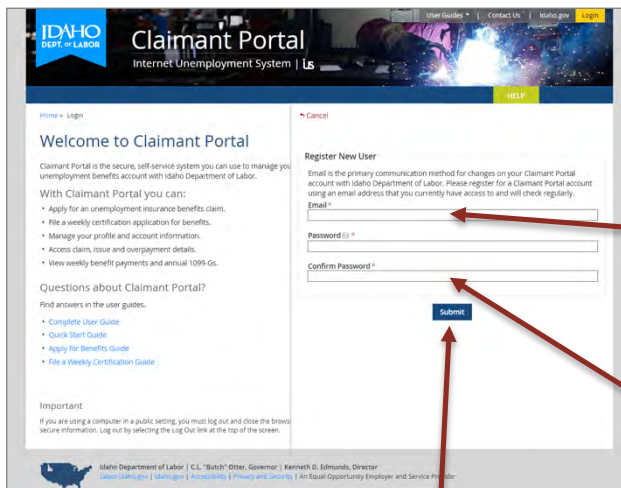 User Guides | Contact Us | Idaho.gov Login
IDAHO
DEPT. OF LABOR
Claimant Portal
Internet Unemployment System | iUS
HELP
Home » Login
Welcome to Claimant Portal
Claimant Portal is the secure, self-service system you can use to manage you
unemployment benefits account with Idaho Department of Labor.
With Claimant Portal you can:
• Apply for an unemployment insurance benefits claim.
• File a weekly certification application for benefits.
• Manage your profile and account information.
• Access claim, issue and overpayment details.
• View weekly benefit payments and annual 1099-Gs.
Questions about Claimant Portal?
Find answers in the user guides.
• Complete User Guide
• Quick Start Guide
• Apply for Benefits Guide
• File a Weekly Certification Guide
Important
If you are using a computer in a public setting, you must log out and close the brows
secure information. Log out by selecting the Log Out link at the top of the screen.
Cancel
Register New User
Email is the primary communication method for changes on your Claimant Portal
account with Idaho Department of Labor. Please register for a Claimant Portal account
using an email address that you currently have access to and will check regularly.
Email *
Password *
Confirm Password *
Submit
Idaho Department of Labor | C.L. "Butch" Otter, Governor | Kenneth D. Edmunds, Director
labor.idaho.gov | Idaho.gov | Accessibility | Privacy and Security | An Equal Opportunity Employer and Service Provider